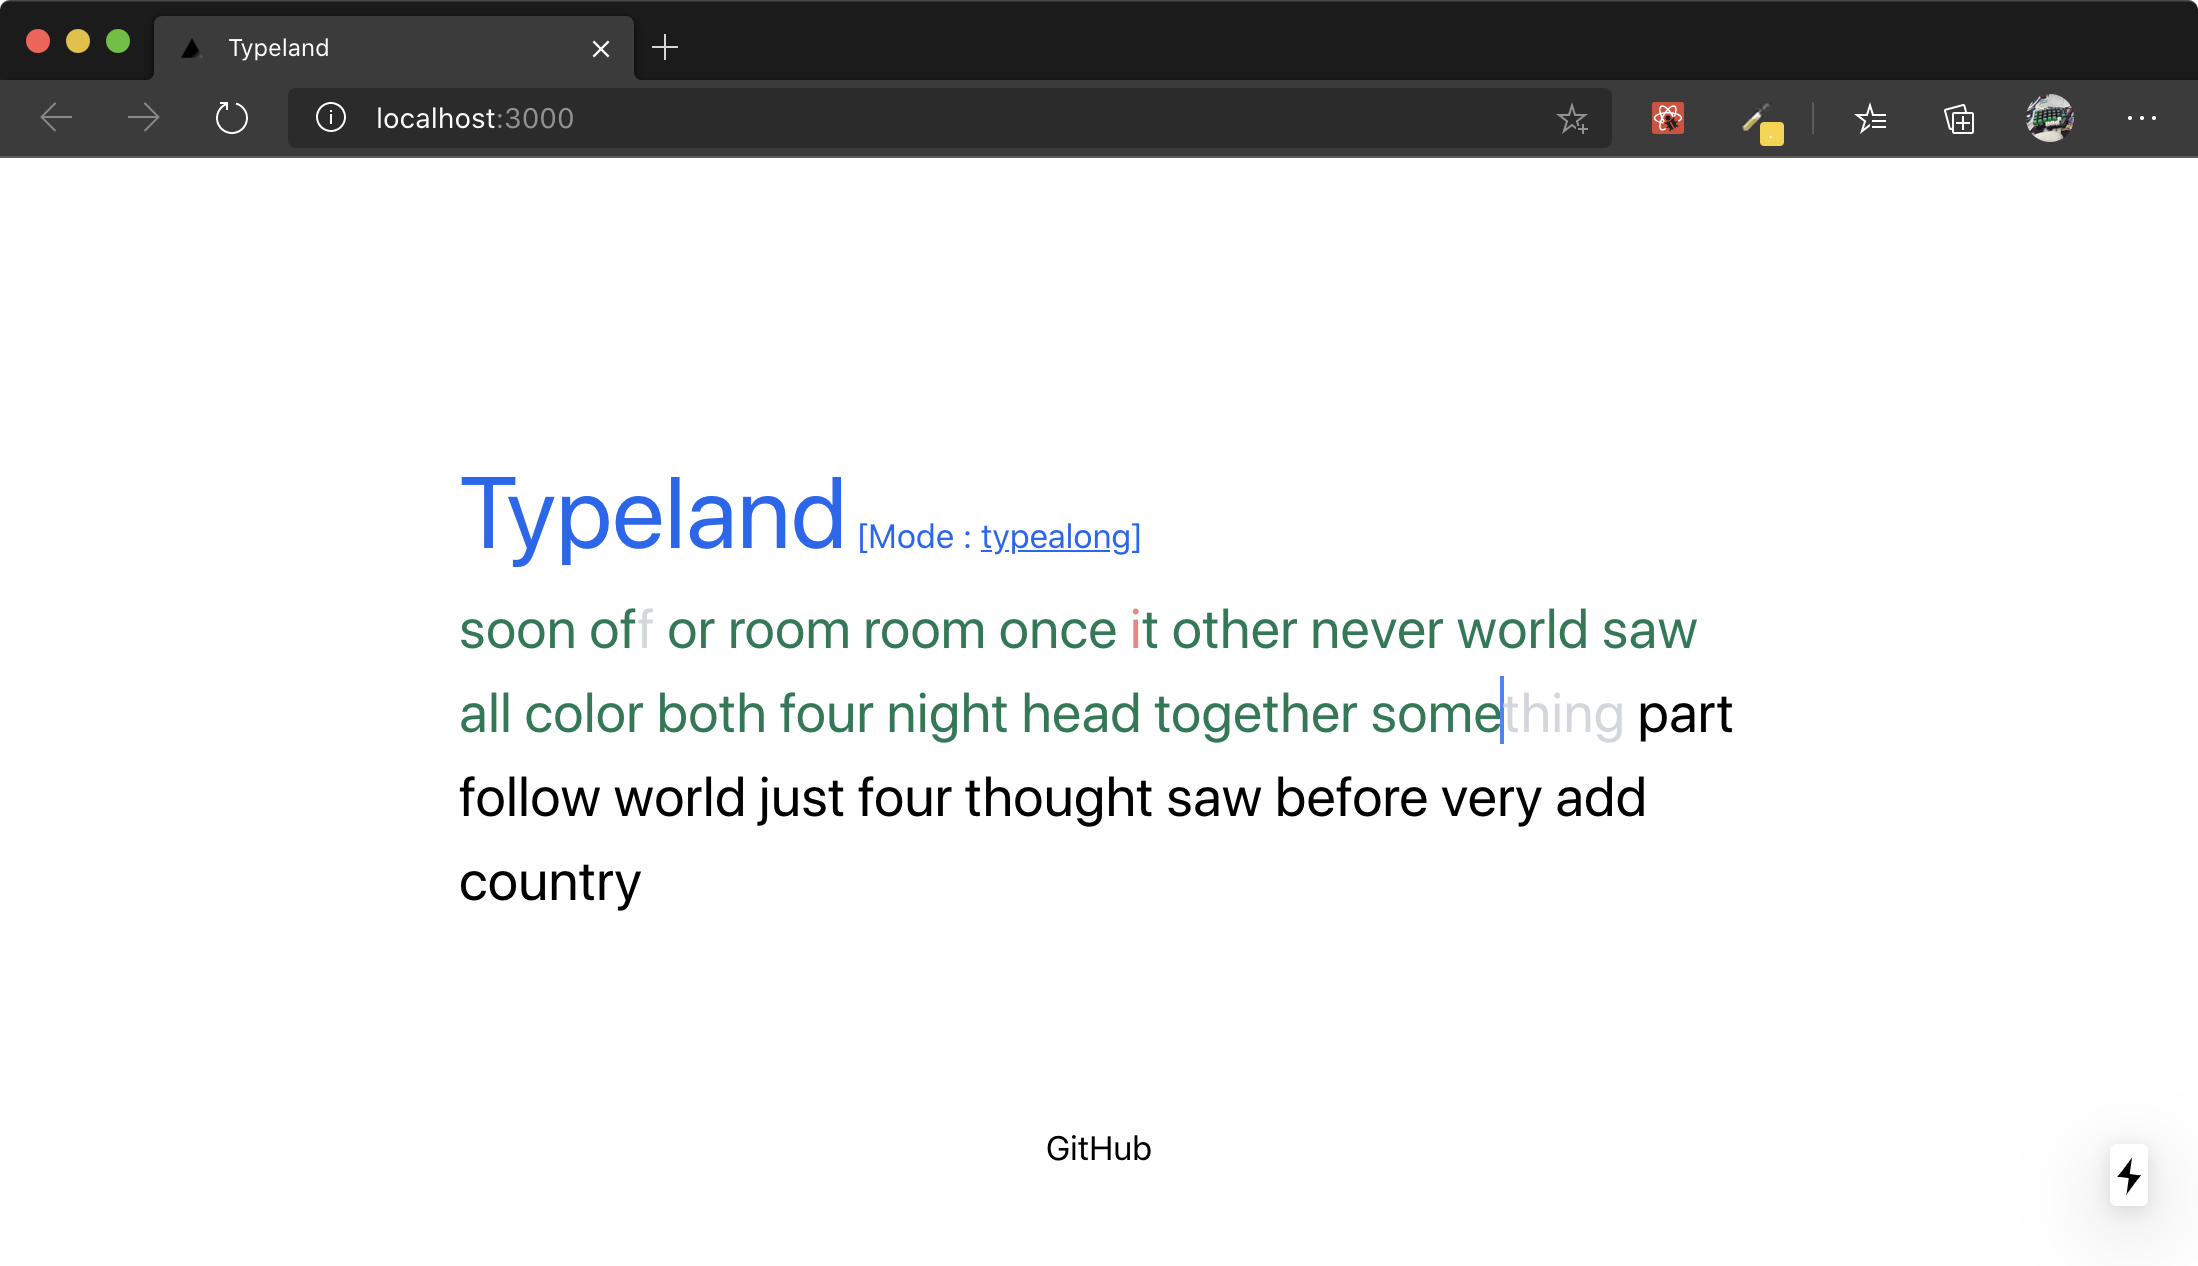 Typeland
localhost:3000
Typeland [Mode : typealong]
soon off or room room once it other never world saw
all color both four night head together something part
follow world just four thought saw before very add
country
GitHub